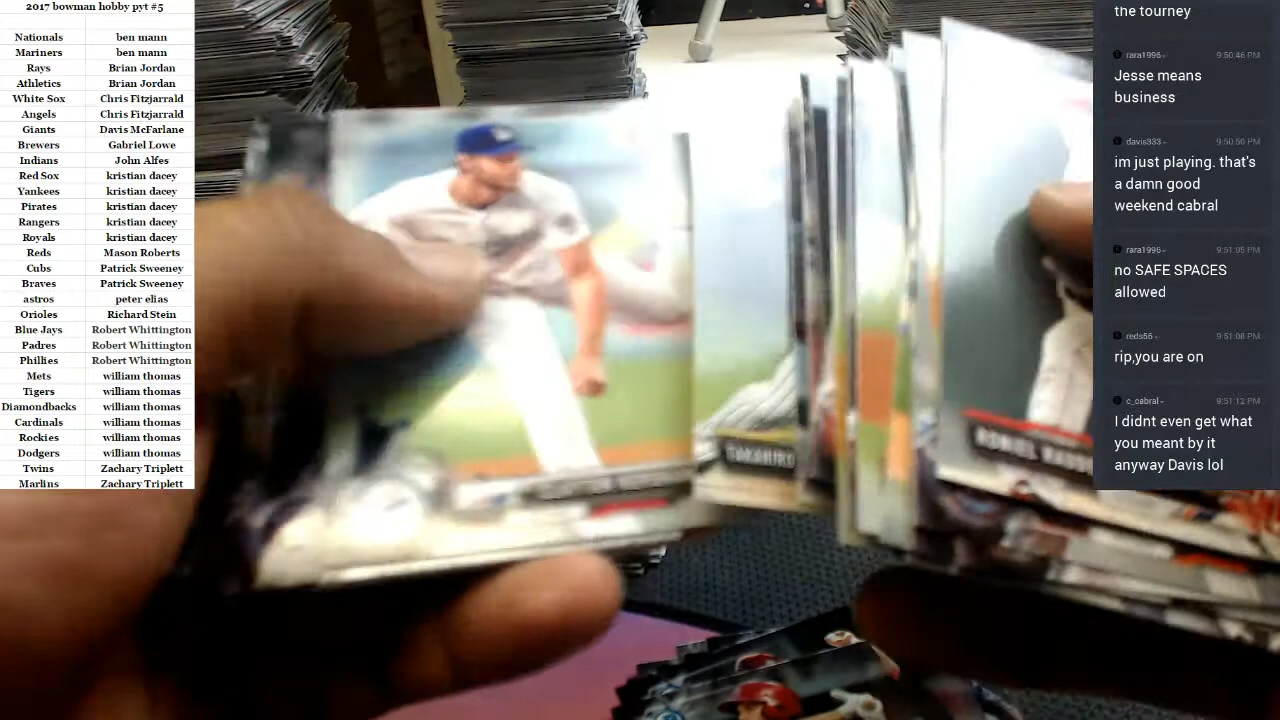 2017 bowman hobby pyt #5
Nationals ben mann
Mariners ben mann
Rays Brian Jordan
Athletics Brian Jordan
White Sox Chris Fitzjarrald
Angels Chris Fitzjarrald
Giants Davis McFarlane
Brewers Gabriel Lowe
Indians John Alfes
Red Sox kristian dacey
Yankees kristian dacey
Pirates kristian dacey
Rangers kristian dacey
Royals kristian dacey
Reds Mason Roberts
Cubs Patrick Sweeney
Braves Patrick Sweeney
astros peter elias
Orioles Richard Stein
Blue Jays Robert Whittington
Padres Robert Whittington
Phillies Robert Whittington
Mets william thomas
Tigers william thomas
Diamondbacks william thomas
Cardinals william thomas
Rockies william thomas
Dodgers william thomas
Twins Zachary Triplett
Marlins Zachary Triplett
TAKAHIRO
the tourney
rara1996 9:50:46 PM
Jesse means
business
davis333 9:50:50 PM
im just playing. that's
a damn good
weekend cabral
rara1996 9:51:05 PM
no SAFE SPACES
allowed
reds56 9:51:06 PM
rip,you are on
c_cabral 9:51:12 PM
I didnt even get what
you meant by it
anyway Davis lol